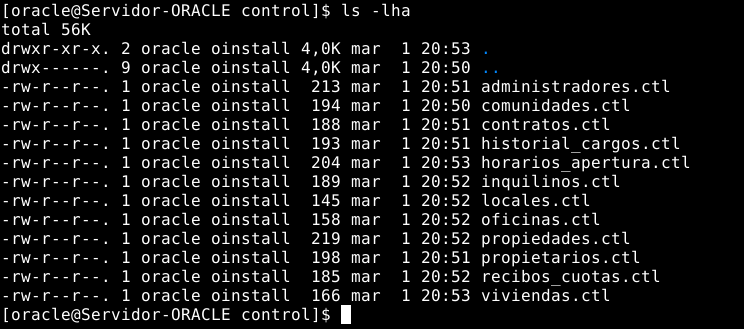 [oracle@Servidor-ORACLE control]$ ls -lha
total 56K
drwxr-xr-x. 2 oracle oinstall 4,0K mar  1 20:53 .
drwx------. 9 oracle oinstall 4,0K mar  1 20:50 ..
-rw-r--r--. 1 oracle oinstall  213 mar  1 20:51 administradores.ctl
-rw-r--r--. 1 oracle oinstall  194 mar  1 20:50 comunidades.ctl
-rw-r--r--. 1 oracle oinstall  188 mar  1 20:51 contratos.ctl
-rw-r--r--. 1 oracle oinstall  193 mar  1 20:51 historial_cargos.ctl
-rw-r--r--. 1 oracle oinstall  204 mar  1 20:53 horarios_apertura.ctl
-rw-r--r--. 1 oracle oinstall  189 mar  1 20:52 inquilinos.ctl
-rw-r--r--. 1 oracle oinstall  145 mar  1 20:52 locales.ctl
-rw-r--r--. 1 oracle oinstall  158 mar  1 20:52 oficinas.ctl
-rw-r--r--. 1 oracle oinstall  219 mar  1 20:52 propiedades.ctl
-rw-r--r--. 1 oracle oinstall  198 mar  1 20:51 propietarios.ctl
-rw-r--r--. 1 oracle oinstall  185 mar  1 20:52 recibos_cuotas.ctl
-rw-r--r--. 1 oracle oinstall  166 mar  1 20:53 viviendas.ctl
[oracle@Servidor-ORACLE control]$